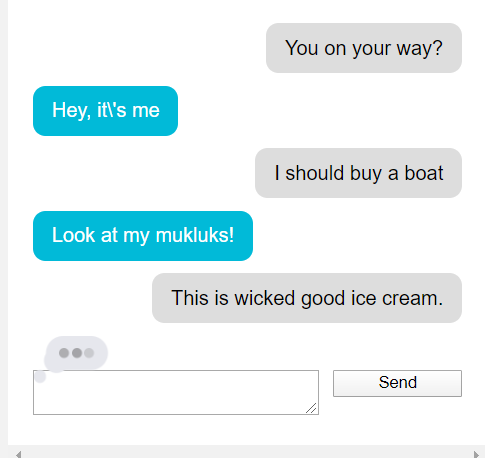 You on your way?
Hey, it\'s me
I should buy a boat
Look at my mukluks!
This is wicked good ice cream.
Send